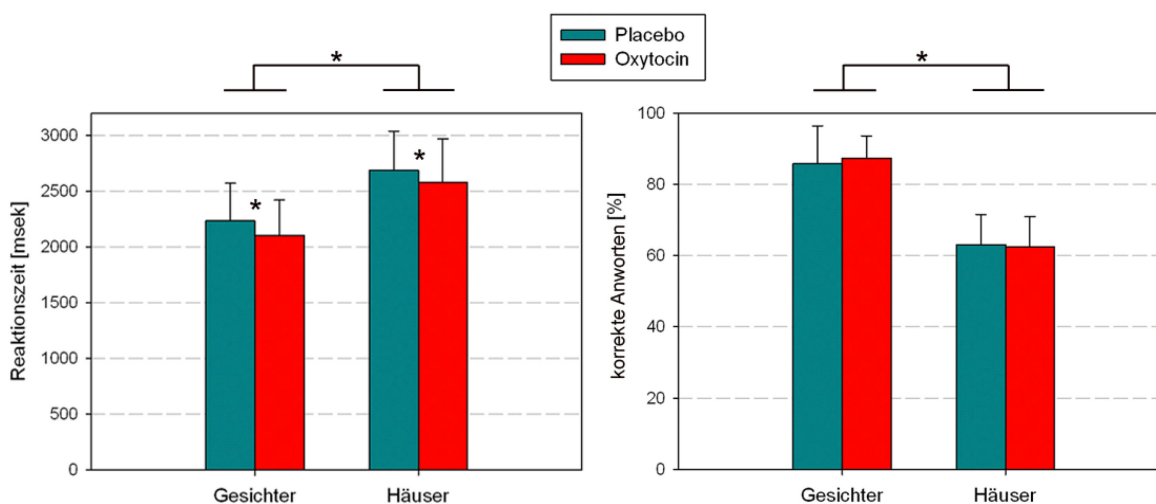 Placebo
Oxytocin
*
*
Reaktionszeit [msek]
3000
2500
2000
1500
1000
500
0
*
*
Gesichter
Häuser
korrekte Anworten [%]
100
80
60
40
20
0
Gesichter
Häuser